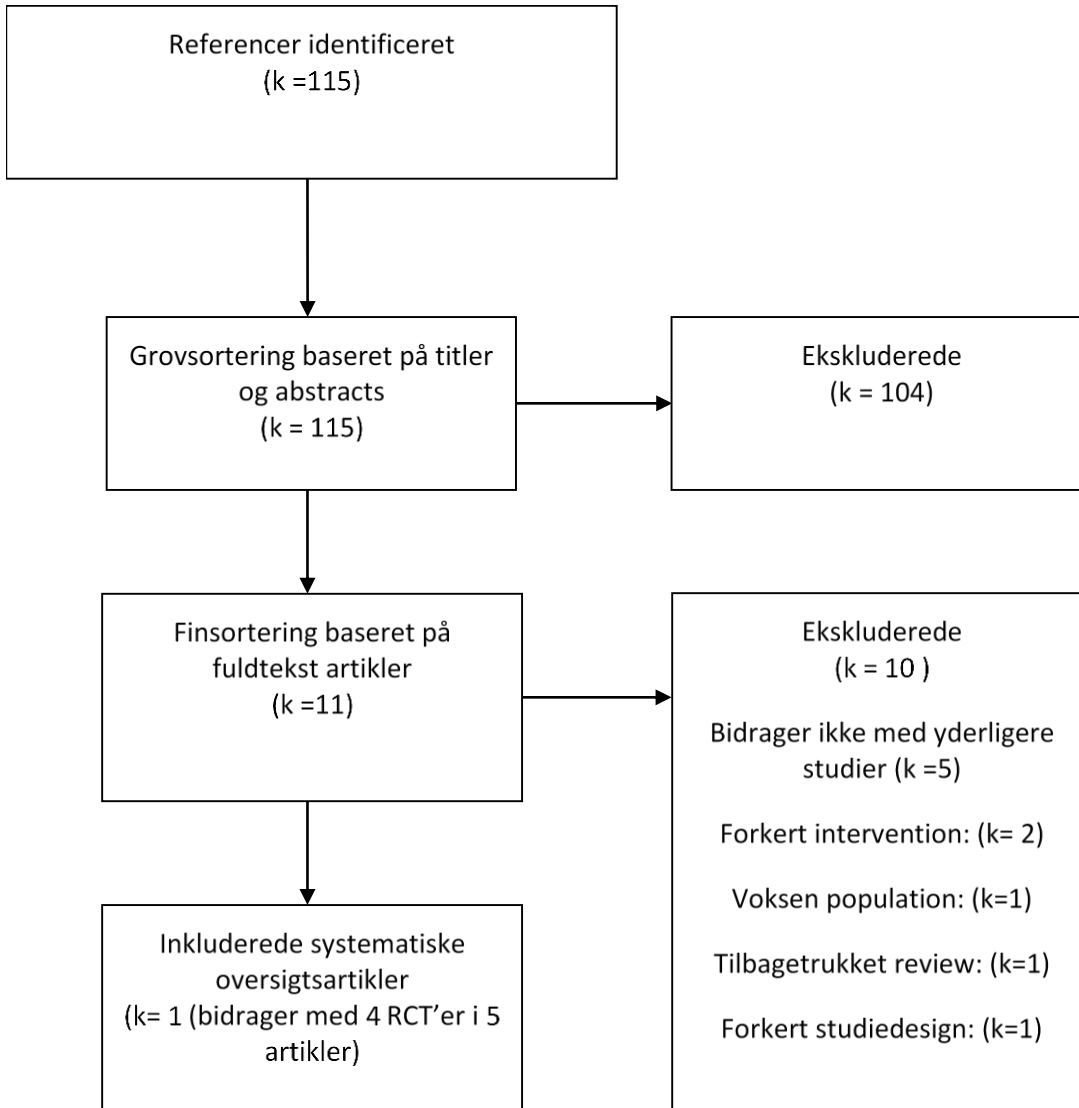 Referencer identificeret
(k =115)
Grovsortering baseret på titler
og abstracts
(k = 115)
Ekskluderede
(k = 104)
Finsortering baseret på
fuldtekst artikler
(k =11)
Ekskluderede
(k = 10 )
Bidrager ikke med yderligere
studier (k =5)
Forkert intervention: (k= 2)
Voksen population: (k=1)
Tilbagetrukket review: (k=1)
Forkert studiedesign: (k=1)
Inkluderede systematiske
oversigtsartikler
(k= 1 (bidrager med 4 RCT’er i 5
artikler)